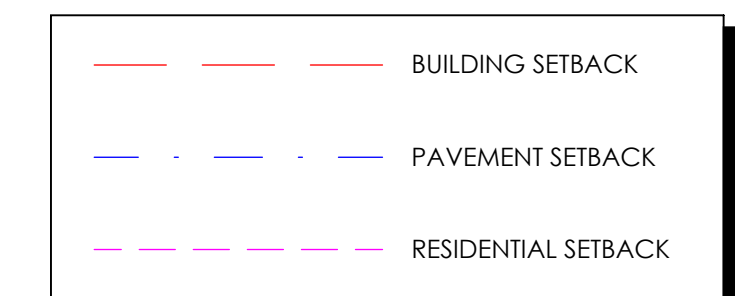 BUILDING SETBACK
PAVEMENT SETBACK
RESIDENTIAL SETBACK